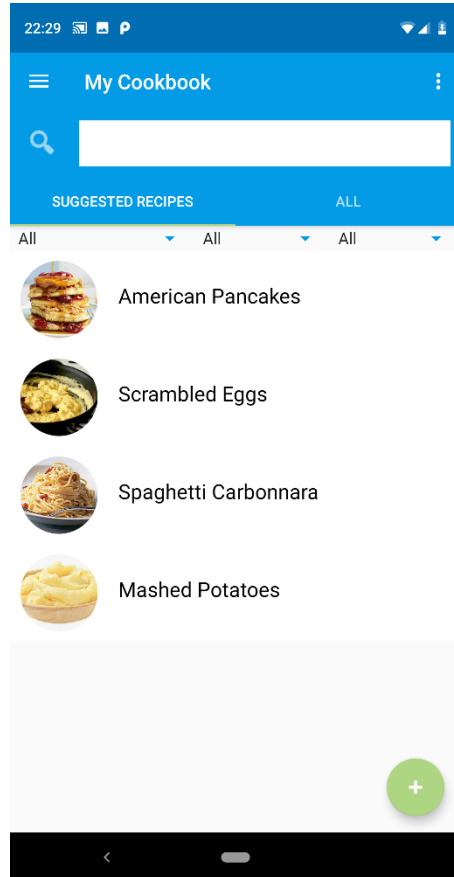 22:29
My Cookbook
SUGGESTED RECIPES ALL
All All All
American Pancakes
Scrambled Eggs
Spaghetti Carbonnara
Mashed Potatoes
+